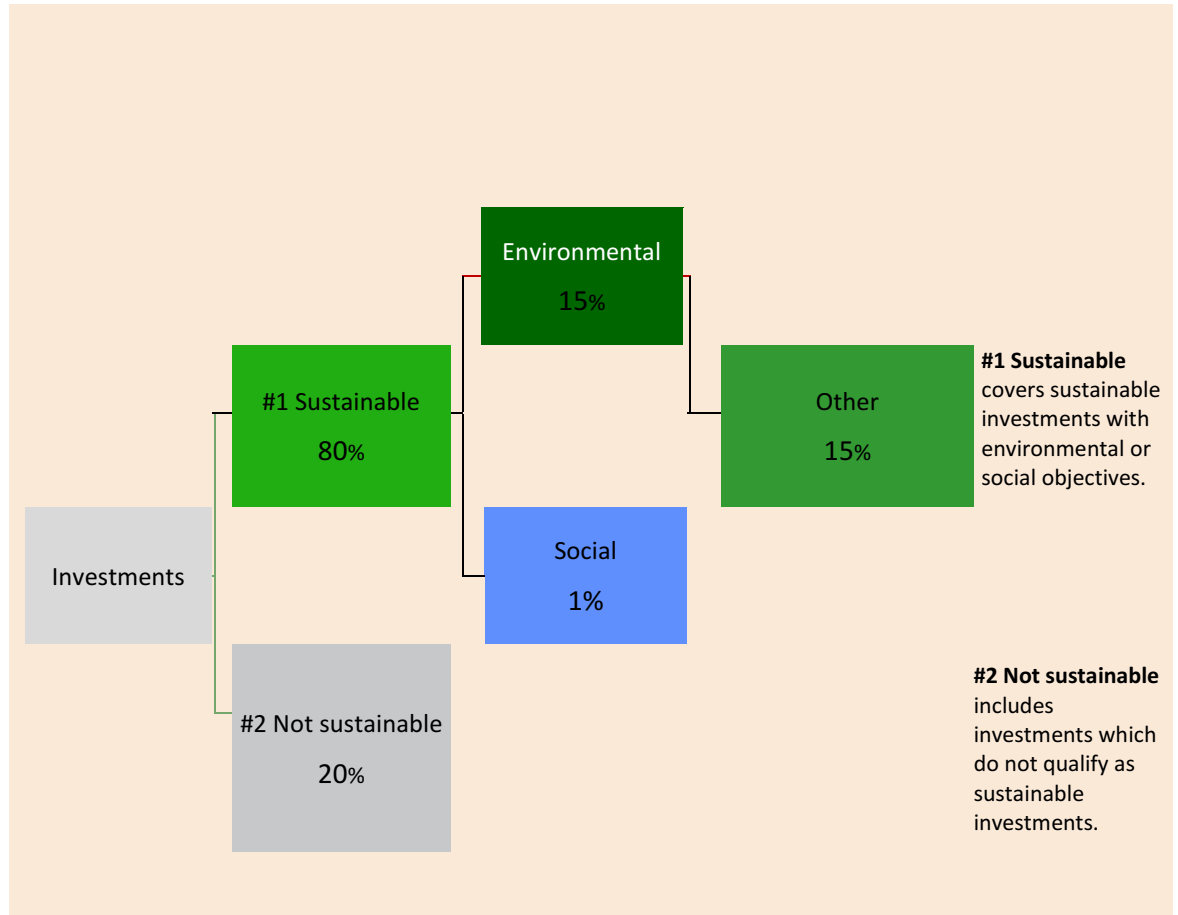 Environmental
15%
#1 Sustainable
80%
Other
15%
#1 Sustainable
covers sustainable
investments with
environmental or
social objectives.
Investments
Social
1%
#2 Not sustainable
20%
#2 Not sustainable
includes
investments which
do not qualify as
sustainable
investments.